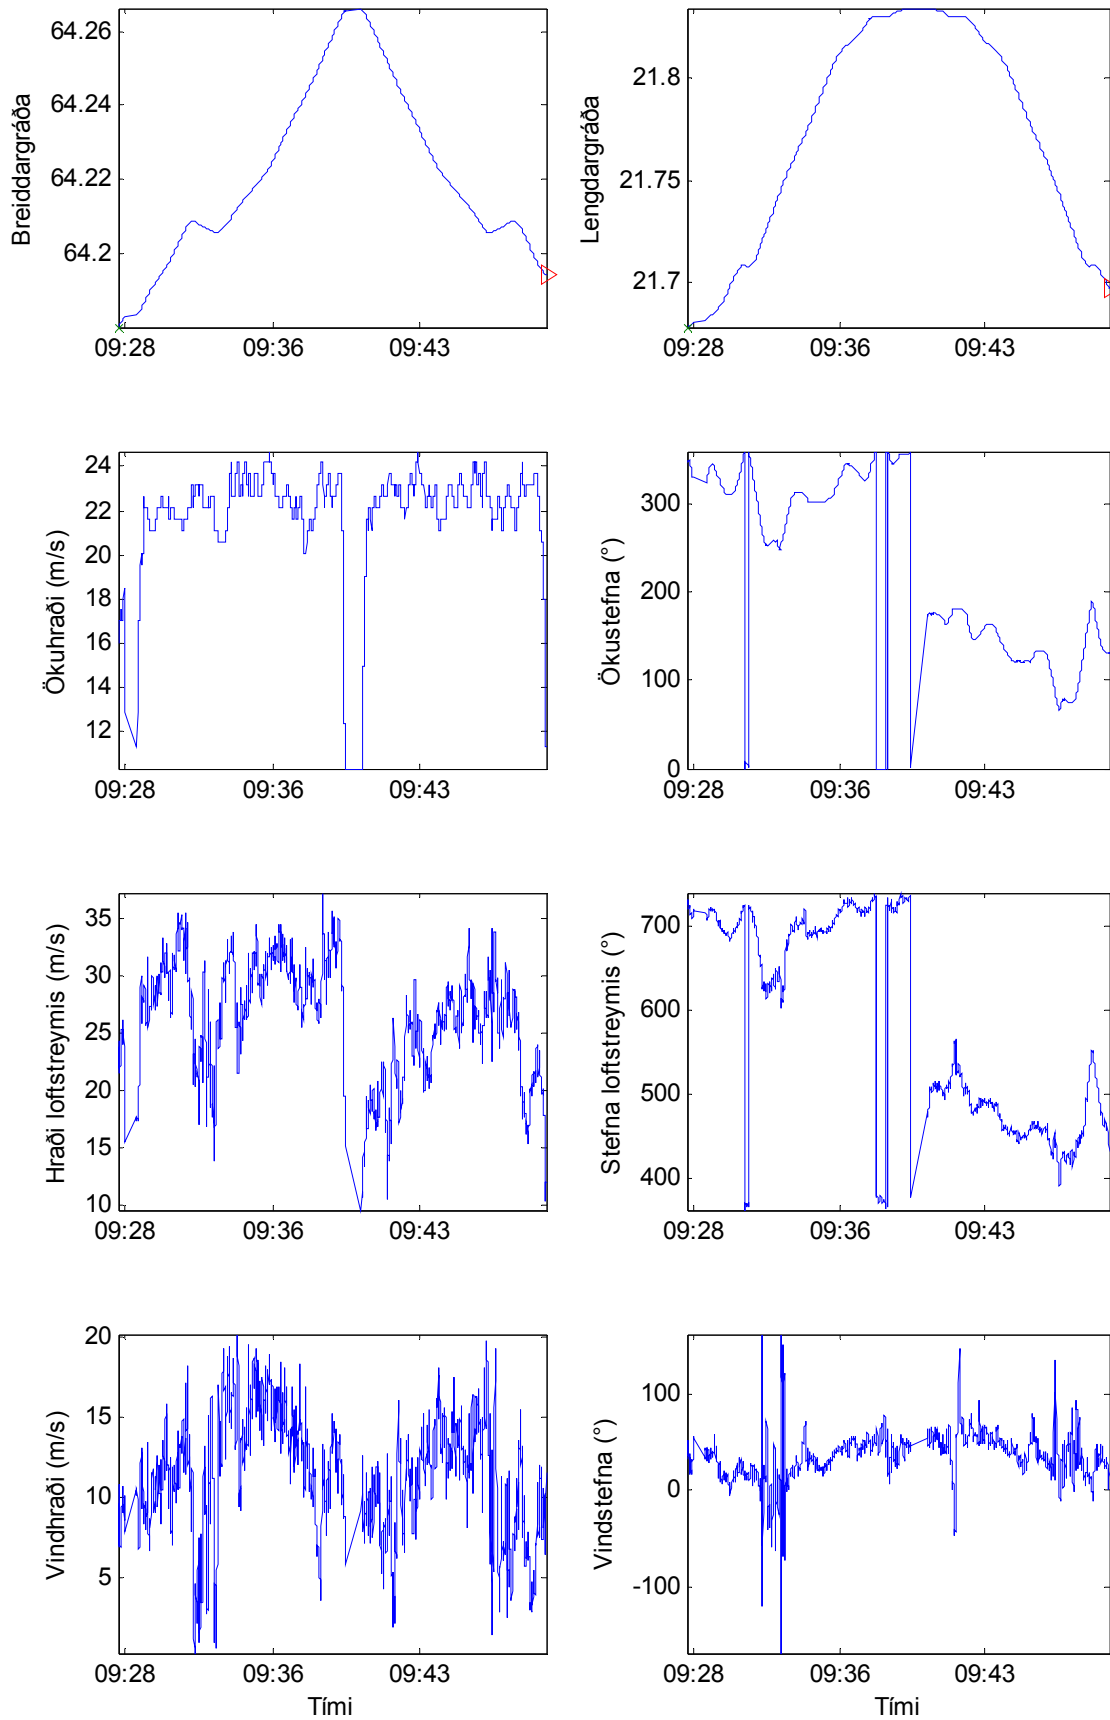 Breiddargráða
64.26
64.24
64.22
64.2
09:28 09:36 09:43
Lengdargráða
21.8
21.75
21.7
09:28 09:36 09:43
Ökuhraði (m/s)
24
22
20
18
16
14
12
09:28 09:36 09:43
Ökustefna (°)
300
200
100
0
09:28 09:36 09:43
Hraði loftstreymis (m/s)
35
30
25
20
15
10
09:28 09:36 09:43
Stefna loftstreymis (°)
700
600
500
400
09:28 09:36 09:43
Vindhraði (m/s)
20
15
10
5
09:28 09:36 09:43
Tími
Vindstefna (°)
100
0
-100
09:28 09:36 09:43
Tími